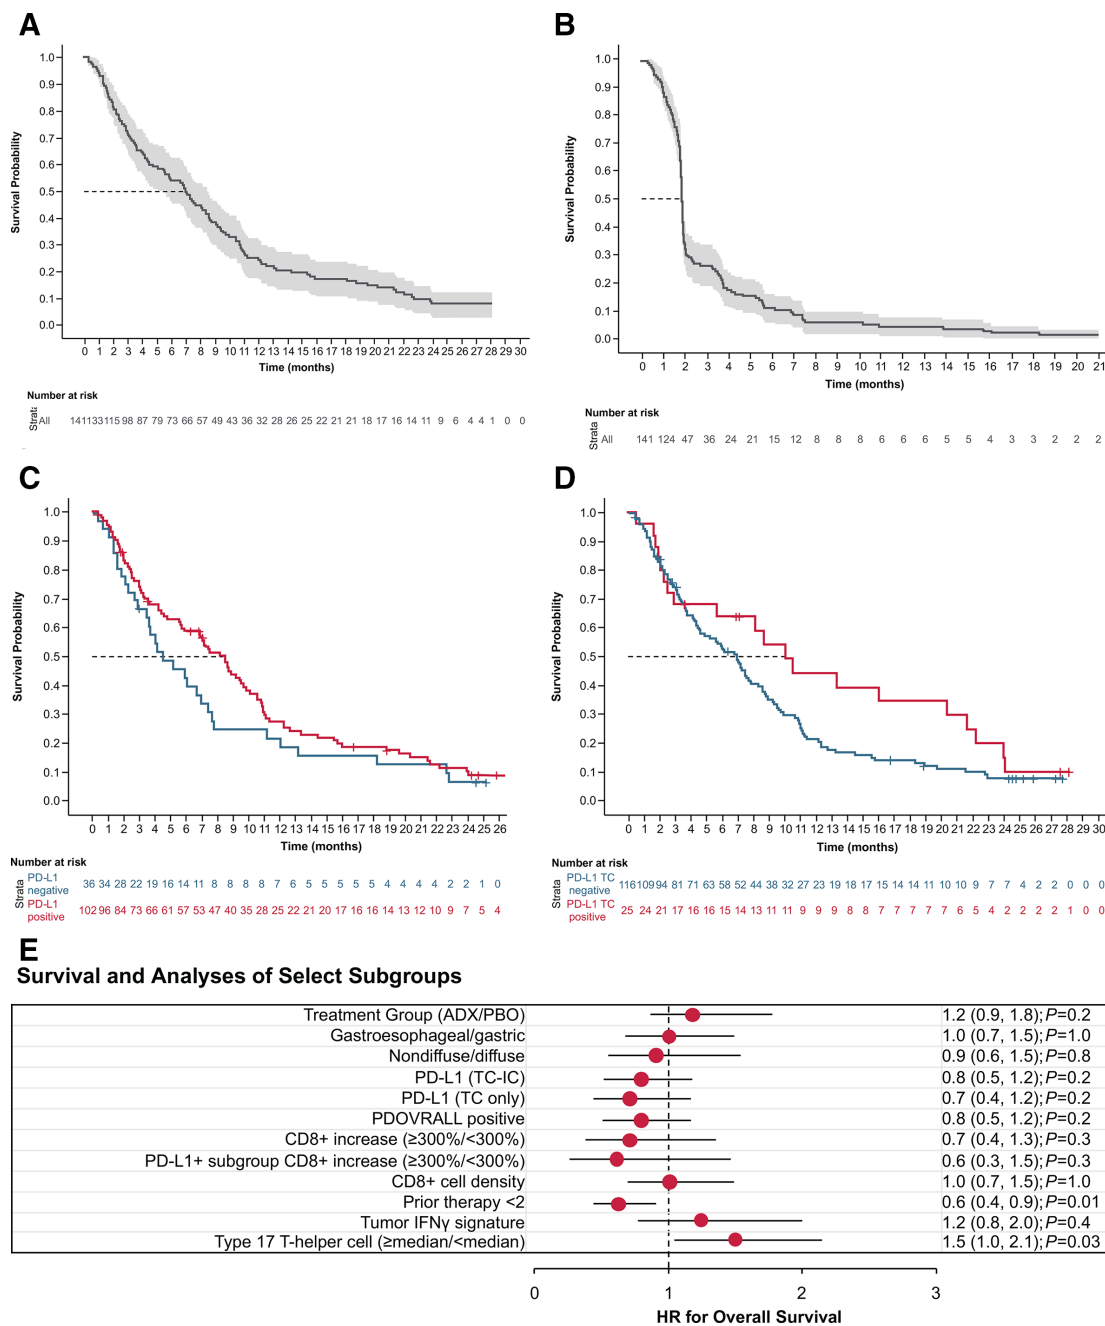 A
Survival Probability
1.0
0.9
0.8
0.7
0.6
0.5
0.4
0.3
0.2
0.1
0.0
0 1 2 3 4 5 6 7 8 9 10 11 12 13 14 15 16 17 18 19 20 21 22 23 24 25 26 27 28 29 30
Time (months)
Number at risk
Strata
All 141 133 115 98 87 79 73 66 57 49 43 36 32 28 26 25 22 21 21 18 17 16 14 11 9 6 4 4 1 0 0
B
Survival Probability
1.0
0.9
0.8
0.7
0.6
0.5
0.4
0.3
0.2
0.1
0.0
0 1 2 3 4 5 6 7 8 9 10 11 12 13 14 15 16 17 18 19 20 21
Time (months)
Number at risk
Strata
All 141 124 47 36 24 21 15 12 8 8 8 6 6 6 5 5 4 3 3 2 2 2
C
Survival Probability
1.0
0.9
0.8
0.7
0.6
0.5
0.4
0.3
0.2
0.1
0.0
0 1 2 3 4 5 6 7 8 9 10 11 12 13 14 15 16 17 18 19 20 21 22 23 24 25 26
Time (months)
Number at risk
Strata
PD-L1
negative 36 34 28 22 19 16 14 11 8 8 8 8 7 6 5 5 5 5 5 4 4 4 4 2 2 1 0
PD-L1
positive 102 96 84 73 66 61 57 53 47 40 35 28 25 22 21 20 17 16 16 14 13 12 10 9 7 5 4
D
Survival Probability
1.0
0.9
0.8
0.7
0.6
0.5
0.4
0.3
0.2
0.1
0.0
0 1 2 3 4 5 6 7 8 9 10 11 12 13 14 15 16 17 18 19 20 21 22 23 24 25 26 27 28 29 30
Time (months)
Number at risk
Strata
PD-L1 TC
negative 116 109 94 81 71 63 58 52 44 38 32 27 23 19 18 17 15 14 14 11 10 10 9 7 7 4 2 2 0 0 0
PD-L1 TC
positive 25 24 21 17 16 16 15 14 13 11 11 9 9 9 8 8 7 7 7 7 7 6 5 4 2 2 2 2 1 0 0
E
Survival and Analyses of Select Subgroups
Treatment Group (ADX/PBO) 1.2 (0.9, 1.8); P=0.2
Gastroesophageal/gastric 1.0 (0.7, 1.5); P=1.0
Nondiffuse/diffuse 0.9 (0.6, 1.5); P=0.8
PD-L1 (TC-IC) 0.8 (0.5, 1.2); P=0.2
PD-L1 (TC only) 0.7 (0.4, 1.2); P=0.2
PDOVRALL positive 0.8 (0.5, 1.2); P=0.2
CD8+ increase (≥300%/<300%) 0.7 (0.4, 1.3); P=0.3
PD-L1+ subgroup CD8+ increase (≥300%/<300%) 0.6 (0.3, 1.5); P=0.3
CD8+ cell density 1.0 (0.7, 1.5); P=1.0
Prior therapy <2 0.6 (0.4, 0.9); P=0.01
Tumor IFNγ signature 1.2 (0.8, 2.0); P=0.4
Type 17 T-helper cell (≥median/<median) 1.5 (1.0, 2.1); P=0.03
0 1 2 3
HR for Overall Survival